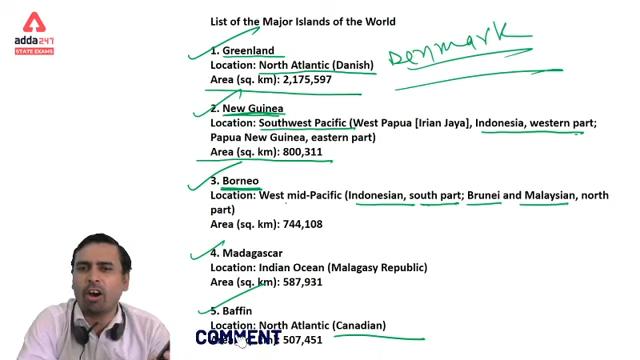 adda247
STATE EXAMS
List of the Major Islands of the World
Denmark
1. Greenland
Location: North Atlantic (Danish)
Area (sq. km): 2,175,597
2. New Guinea
Location: Southwest Pacific (West Papua [Irian Jaya], Indonesia, western part;
Papua New Guinea, eastern part)
Area (sq. km): 800,311
3. Borneo
Location: West mid-Pacific (Indonesian, south part; Brunei and Malaysian, north
part)
Area (sq. km): 744,108
4. Madagascar
Location: Indian Ocean (Malagasy Republic)
Area (sq. km): 587,931
5. Baffin
Location: North Atlantic (Canadian)
COMMENT
Area (sq. km): 507,451